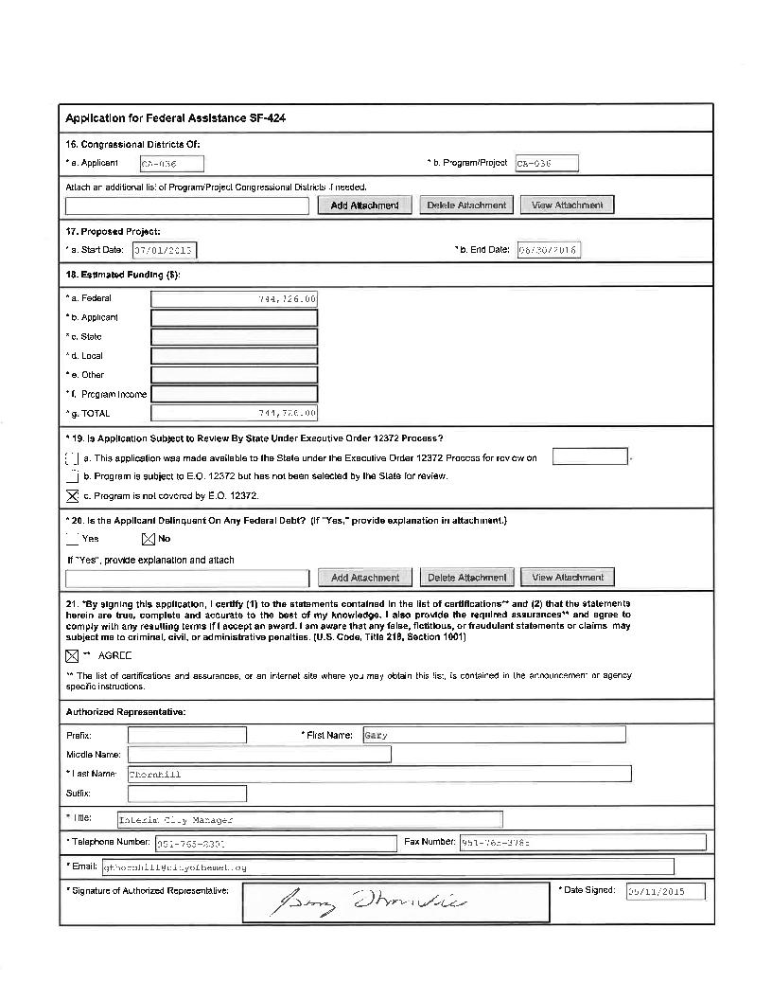 Application for Federal Assistance SF-424
16. Congressional Districts Of:
* a. Applicant CA-036 * b. Program/Project CA-036
Attach an additional list of Program/Project Congressional Districts if needed.
Add Attachment Delete Attachment View Attachment
17. Proposed Project:
* a. Start Date: 07/01/2015 * b. End Date: 06/30/2016
18. Estimated Funding ($):
* a. Federal 744,726.00
* b. Applicant
* c. State
* d. Local
* e. Other
* f. Program Income
* g. TOTAL 744,726.00
* 19. Is Application Subject to Review By State Under Executive Order 12372 Process?
a. This application was made available to the State under the Executive Order 12372 Process for review on .
b. Program is subject to E.O. 12372 but has not been selected by the State for review.
c. Program is not covered by E.O. 12372.
* 20. Is the Applicant Delinquent On Any Federal Debt? (If "Yes," provide explanation in attachment.)
Yes No
If "Yes", provide explanation and attach
Add Attachment Delete Attachment View Attachment
21. *By signing this application, I certify (1) to the statements contained in the list of certifications** and (2) that the statements
herein are true, complete and accurate to the best of my knowledge. I also provide the required assurances** and agree to
comply with any resulting terms if I accept an award. I am aware that any false, fictitious, or fraudulent statements or claims may
subject me to criminal, civil, or administrative penalties. (U.S. Code, Title 218, Section 1001)
** AGREE
** The list of certifications and assurances, or an internet site where you may obtain this list, is contained in the announcement or agency
specific instructions.
Authorized Representative:
Prefix: * First Name: Gary
Middle Name:
* Last Name: Thornhill
Suffix:
* Title: Interim City Manager
* Telephone Number: 951-765-2301 Fax Number: 951-765-3785
* Email: gthornhill@cityofhemet.og
* Signature of Authorized Representative: * Date Signed: 05/11/2015